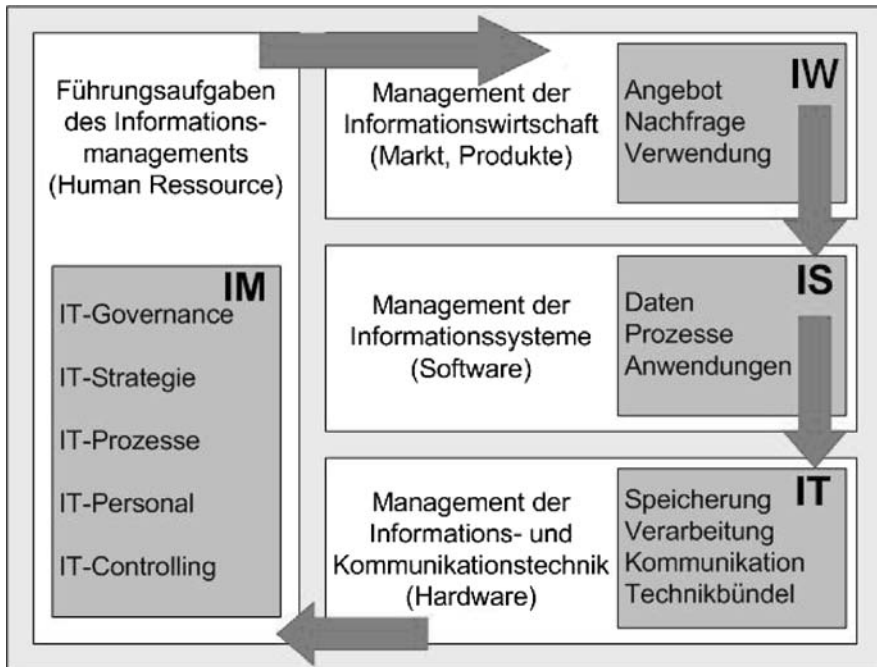 Führungsaufgaben
des Informations-
managements
(Human Ressource)
IM
IT-Governance
IT-Strategie
IT-Prozesse
IT-Personal
IT-Controlling
Management der
Informationswirtschaft
(Markt, Produkte)
IW
Angebot
Nachfrage
Verwendung
Management der
Informationssysteme
(Software)
IS
Daten
Prozesse
Anwendungen
Management der
Informations- und
Kommunikationstechnik
(Hardware)
IT
Speicherung
Verarbeitung
Kommunikation
Technikbündel